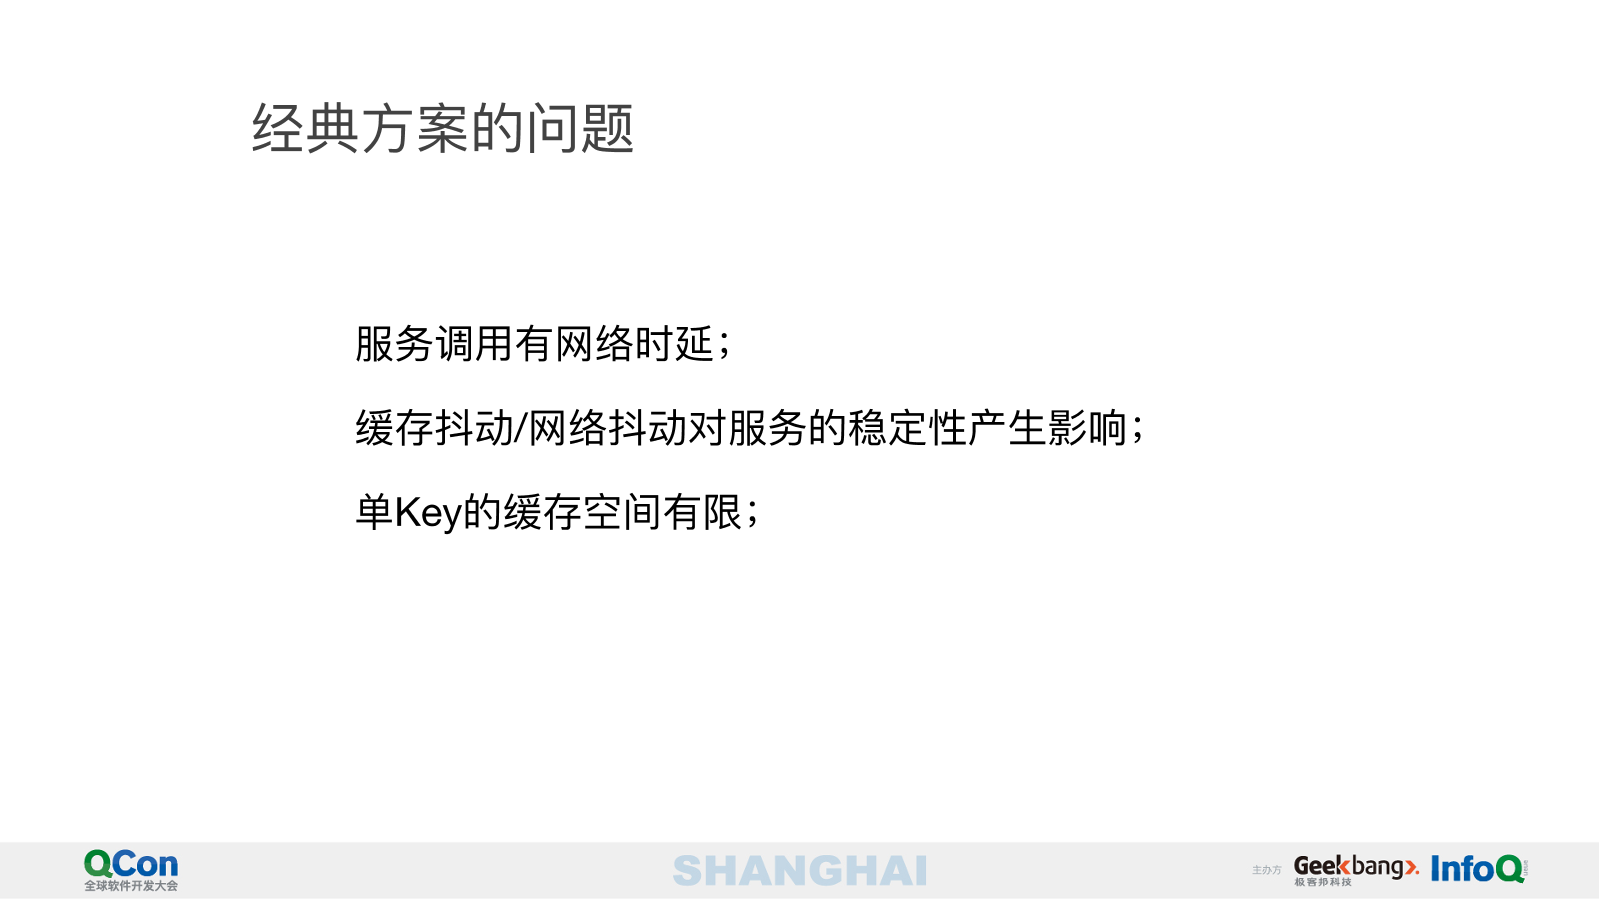 经典方案的问题
服务调用有网络时延；
缓存抖动/网络抖动对服务的稳定性产生影响；
单Key的缓存空间有限；
QCon
全球软件开发大会
SHANGHAI
主办方
Geekbang
极客邦科技
InfoQ